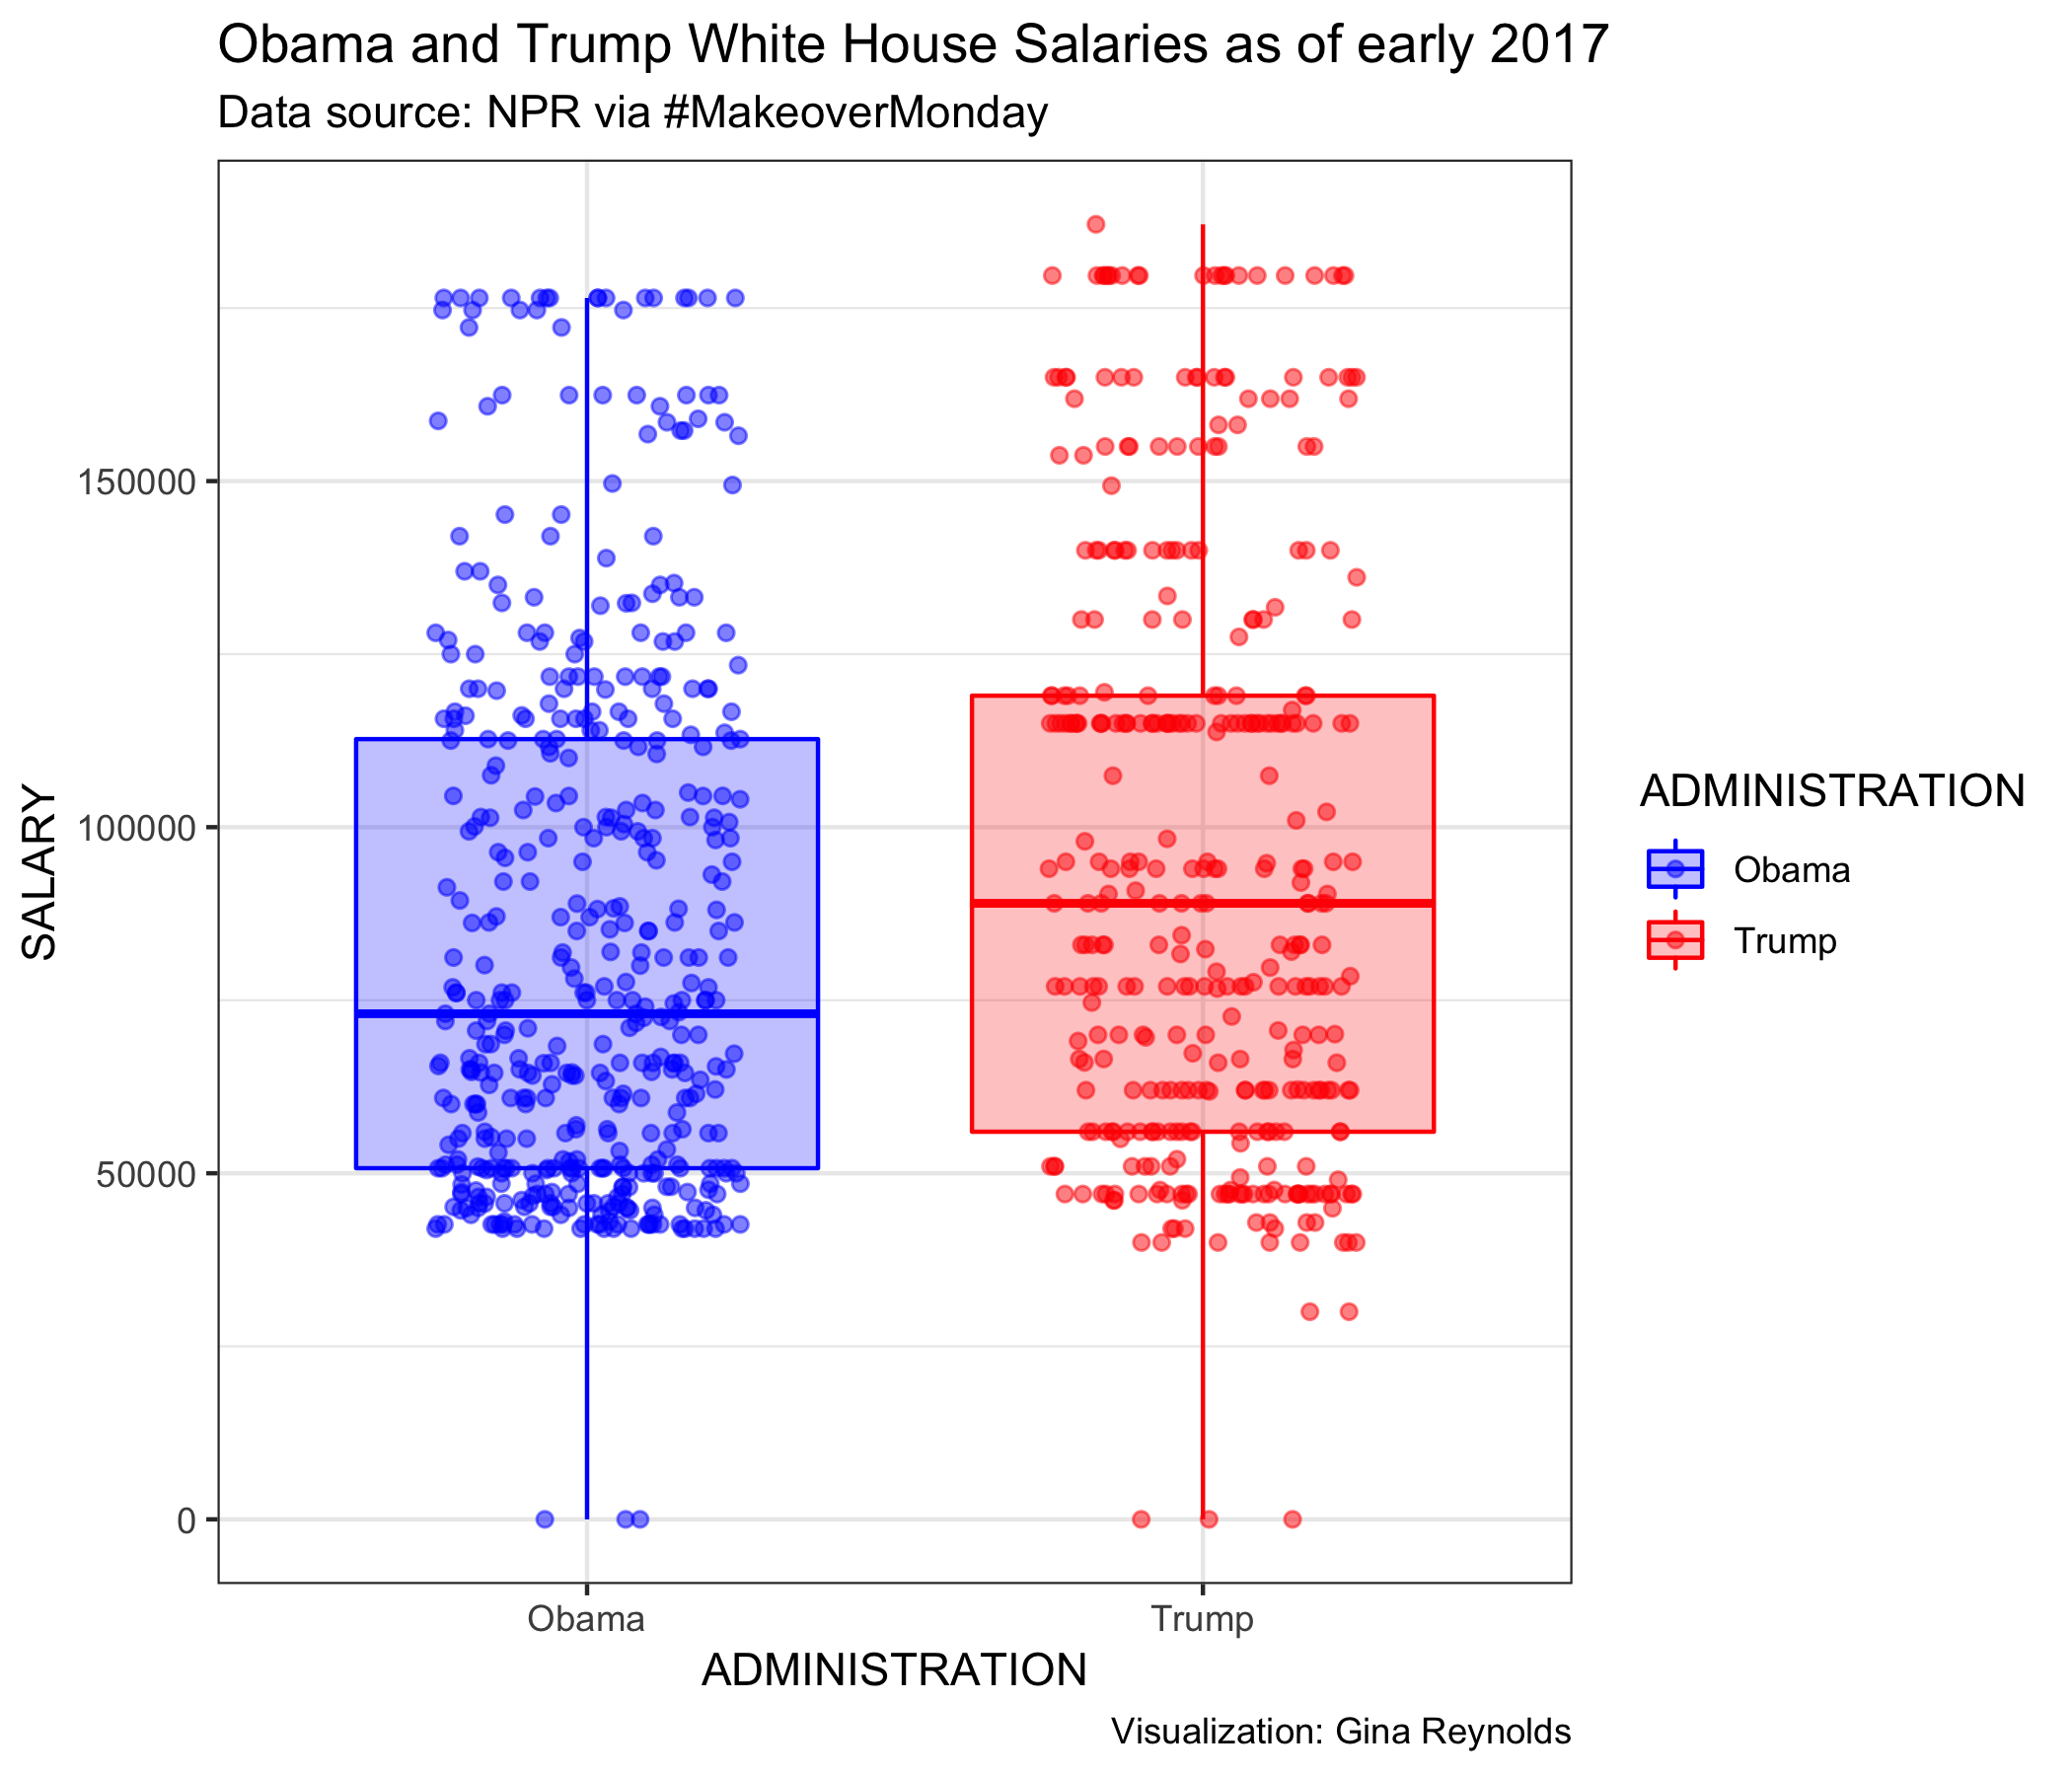 Obama and Trump White House Salaries as of early 2017
Data source: NPR via #MakeoverMonday
SALARY
150000
100000
50000
0
Obama
Trump
ADMINISTRATION
ADMINISTRATION
Obama
Trump
Visualization: Gina Reynolds